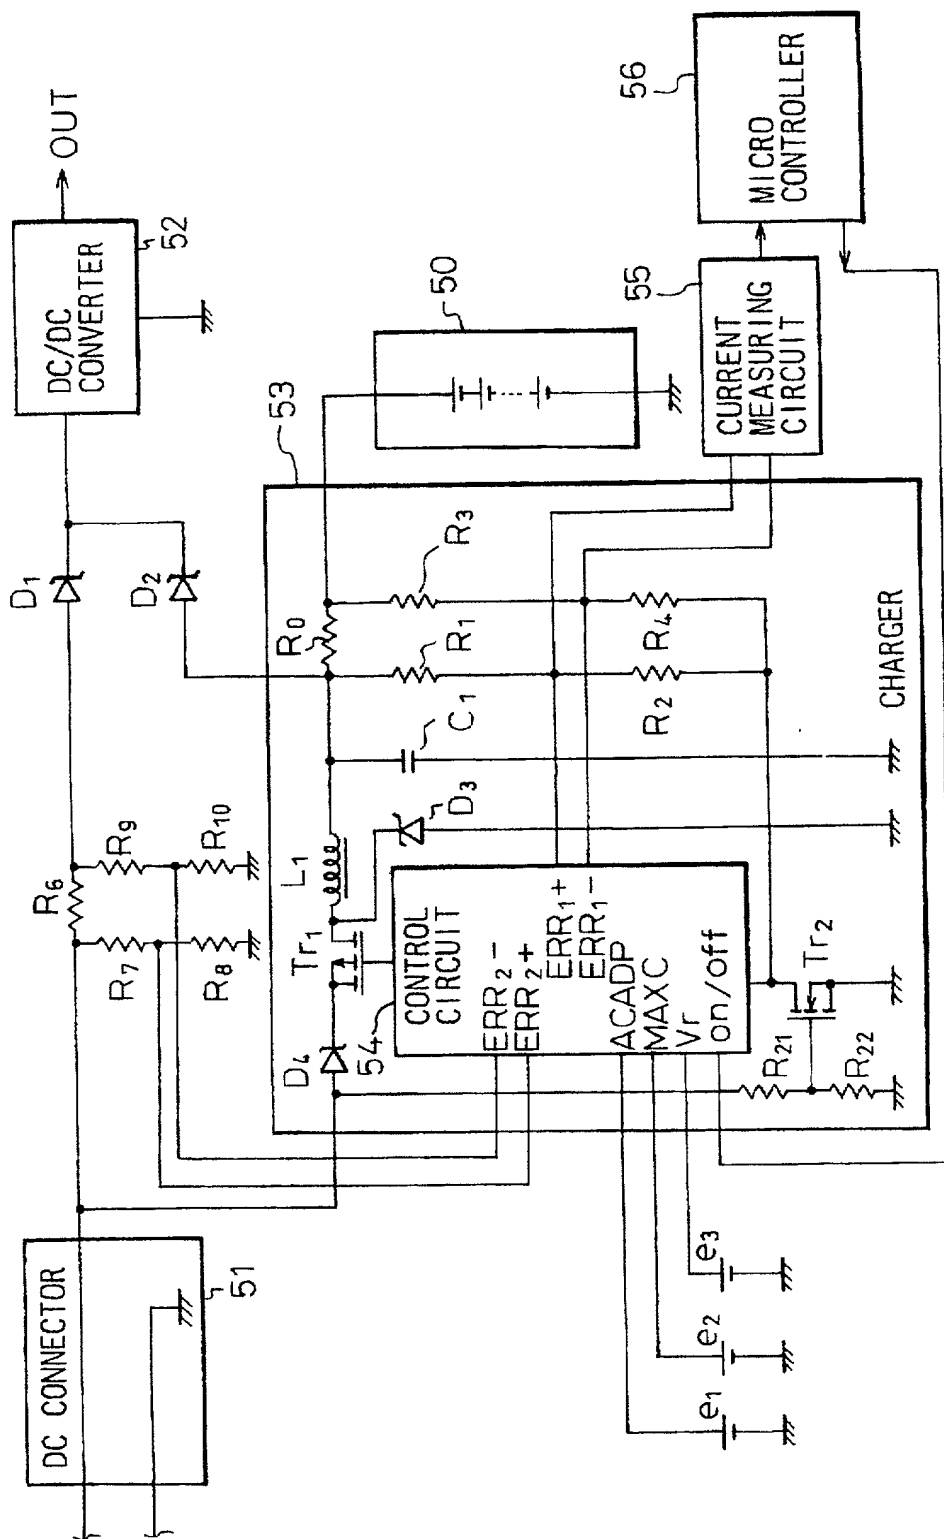 DC CONNECTOR
51
R6
R7
R8
R9
R10
D1
D2
DC/DC
CONVERTER
52
OUT
53
50
D4
Tr1
L1
R0
R1
R3
C1
D3
R2
R4
54
CONTROL
CIRCUIT
ERR2-
ERR2+
ERR1+
ERR1-
ACADP
MAXC
Vr
on/off
R21
R22
Tr2
CHARGER
e1
e2
e3
55
CURRENT
MEASURING
CIRCUIT
56
MICRO
CONTROLLER